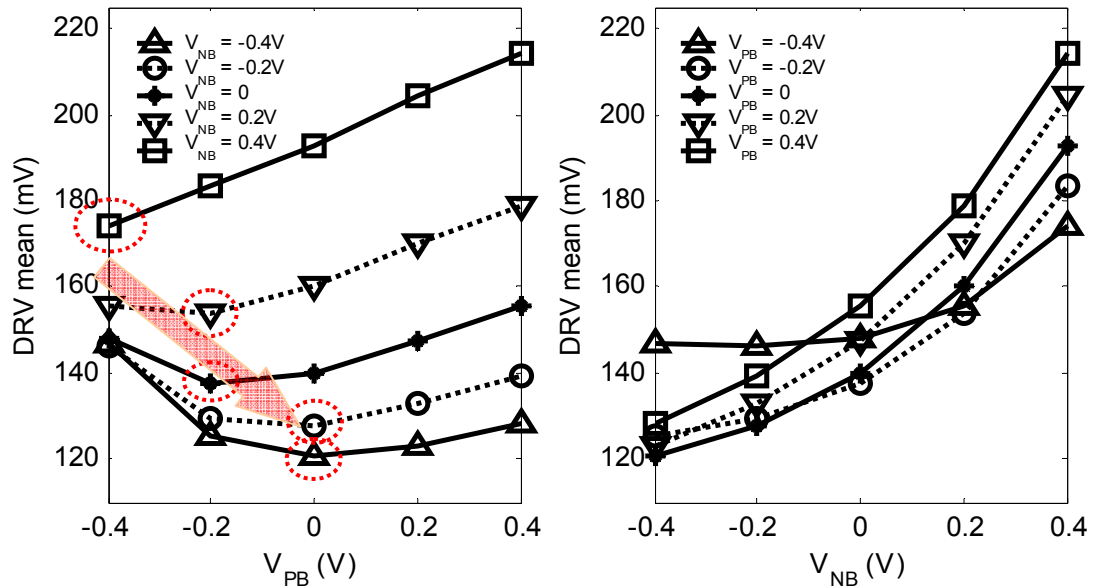 220
200
180
160
140
120
DRV mean (mV)
V_NB = -0.4V
V_NB = -0.2V
V_NB = 0
V_NB = 0.2V
V_NB = 0.4V
-0.4
-0.2
0
0.2
0.4
V_PB (V)
220
200
180
160
140
120
DRV mean (mV)
V_PB = -0.4V
V_PB = -0.2V
V_PB = 0
V_PB = 0.2V
V_PB = 0.4V
-0.4
-0.2
0
0.2
0.4
V_NB (V)